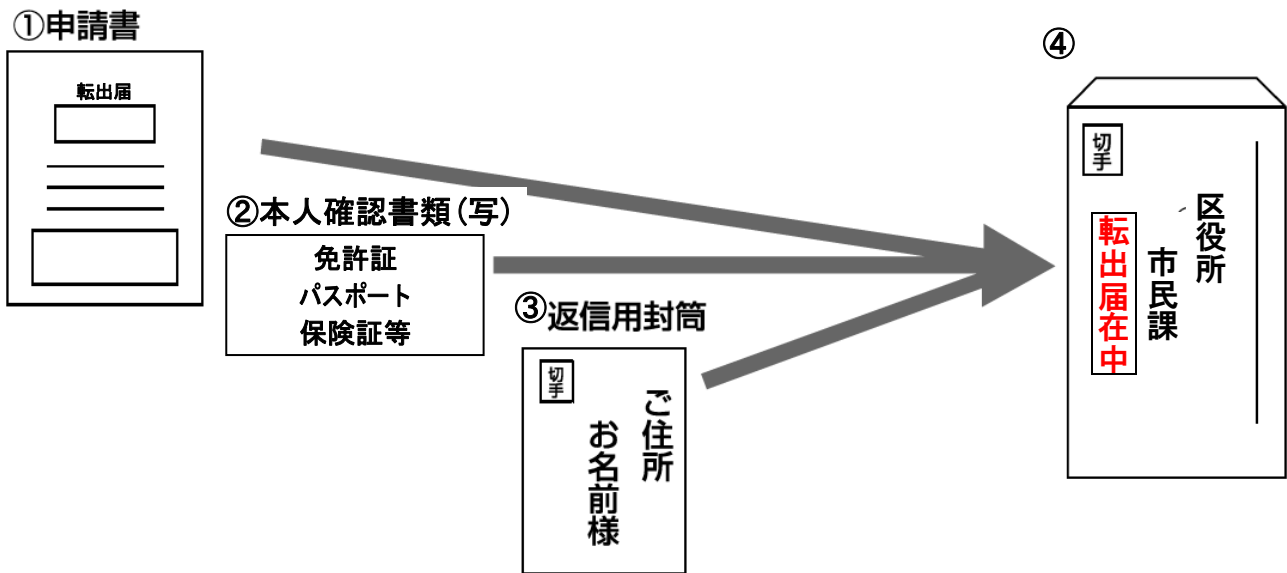 ①申請書
転出届
②本人確認書類(写)
免許証
パスポート
保険証等
③返信用封筒
切手
ご住所
お名前様
④
切手
区役所
市民課
転出届在中